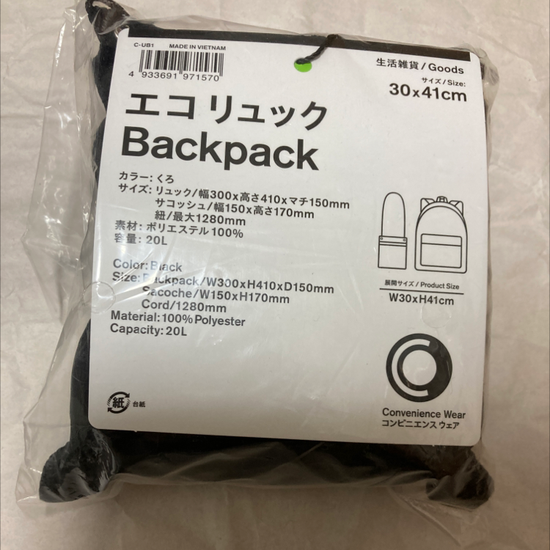 C-UB1 MADE IN VIETNAM
4 933691 971570
生活雑貨/Goods
サイズ/Size:
30x41cm
エコリュック
Backpack
カラー: くろ
サイズ: リュック/幅300x高さ410xマチ150mm
サコッシュ/幅150x高さ170mm
紐/最大1280mm
素材: ポリエステル100%
容量: 20L
Color: Black
Size: Backpack/W300xH410xD150mm
Sacoche/W150xH170mm
Cord/1280mm
Material: 100% Polyester
Capacity: 20L
展開サイズ/Product Size
W30xH41cm
紙 台紙
Convenience Wear
コンビニエンス ウェア